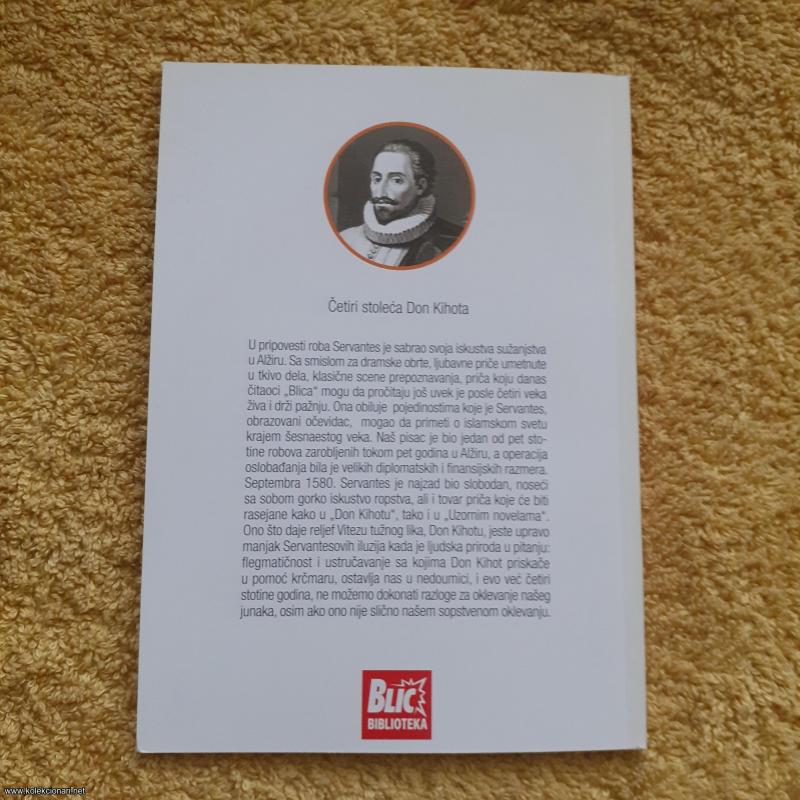 Četiri stoleća Don Kihota
U pripovesti roba Servantes je sabrao svoja iskustva sužanjstva
u Alžiru. Sa smislom za dramske obrte, ljubavne priče umetnute
u tkivo dela, klasične scene prepoznavanja, priča koju danas
čitaoci „Blica“ mogu da pročitaju još uvek je posle četiri veka
živa i drži pažnju. Ona obiluje pojedinostima koje je Servantes,
obrazovani očevidac, mogao da primeti o islamskom svetu
krajem šesnaestog veka. Naš pisac je bio jedan od pet sto-
tine robova zarobljenih tokom pet godina u Alžiru, a operacija
oslobađanja bila je velikih diplomatskih i finansijskih razmera.
Septembra 1580. Servantes je najzad bio slobodan, noseći
sa sobom gorko iskustvo ropstva, ali i tovar priča koje će biti
rasejane kako u „Don Kihotu“, tako i u „Uzornim novelama“.
Ono što daje reljef Vitezu tužnog lika, Don Kihotu, jeste upravo
manjak Servantesovih iluzija kada je ljudska priroda u pitanju:
flegmatičnost i ustručavanje sa kojima Don Kihot priskače
u pomoć krčmaru, ostavlja nas u nedoumici, i evo već četiri
stotine godina, ne možemo dokonati razloge za oklevanje našeg
junaka, osim ako ono nije slično našem sopstvenom oklevanju.
BLIC
BIBLIOTEKA
www.kolekcionari.net